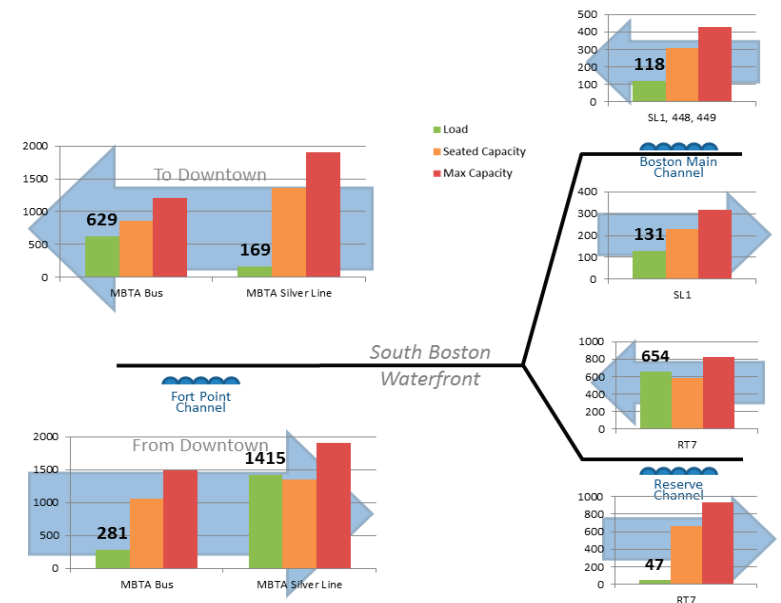 500
400
300
200
100
0
118
SL1, 448, 449
Load
Seated Capacity
Max Capacity
2000
1500
1000
500
0
To Downtown
629
169
MBTA Bus
MBTA Silver Line
Boston Main
Channel
400
300
200
100
0
131
SL1
South Boston
Waterfront
Fort Point
Channel
1000
800
600
400
200
0
654
RT7
2000
1500
1000
500
0
From Downtown
281
1415
MBTA Bus
MBTA Silver Line
Reserve
Channel
1000
800
600
400
200
0
47
RT7